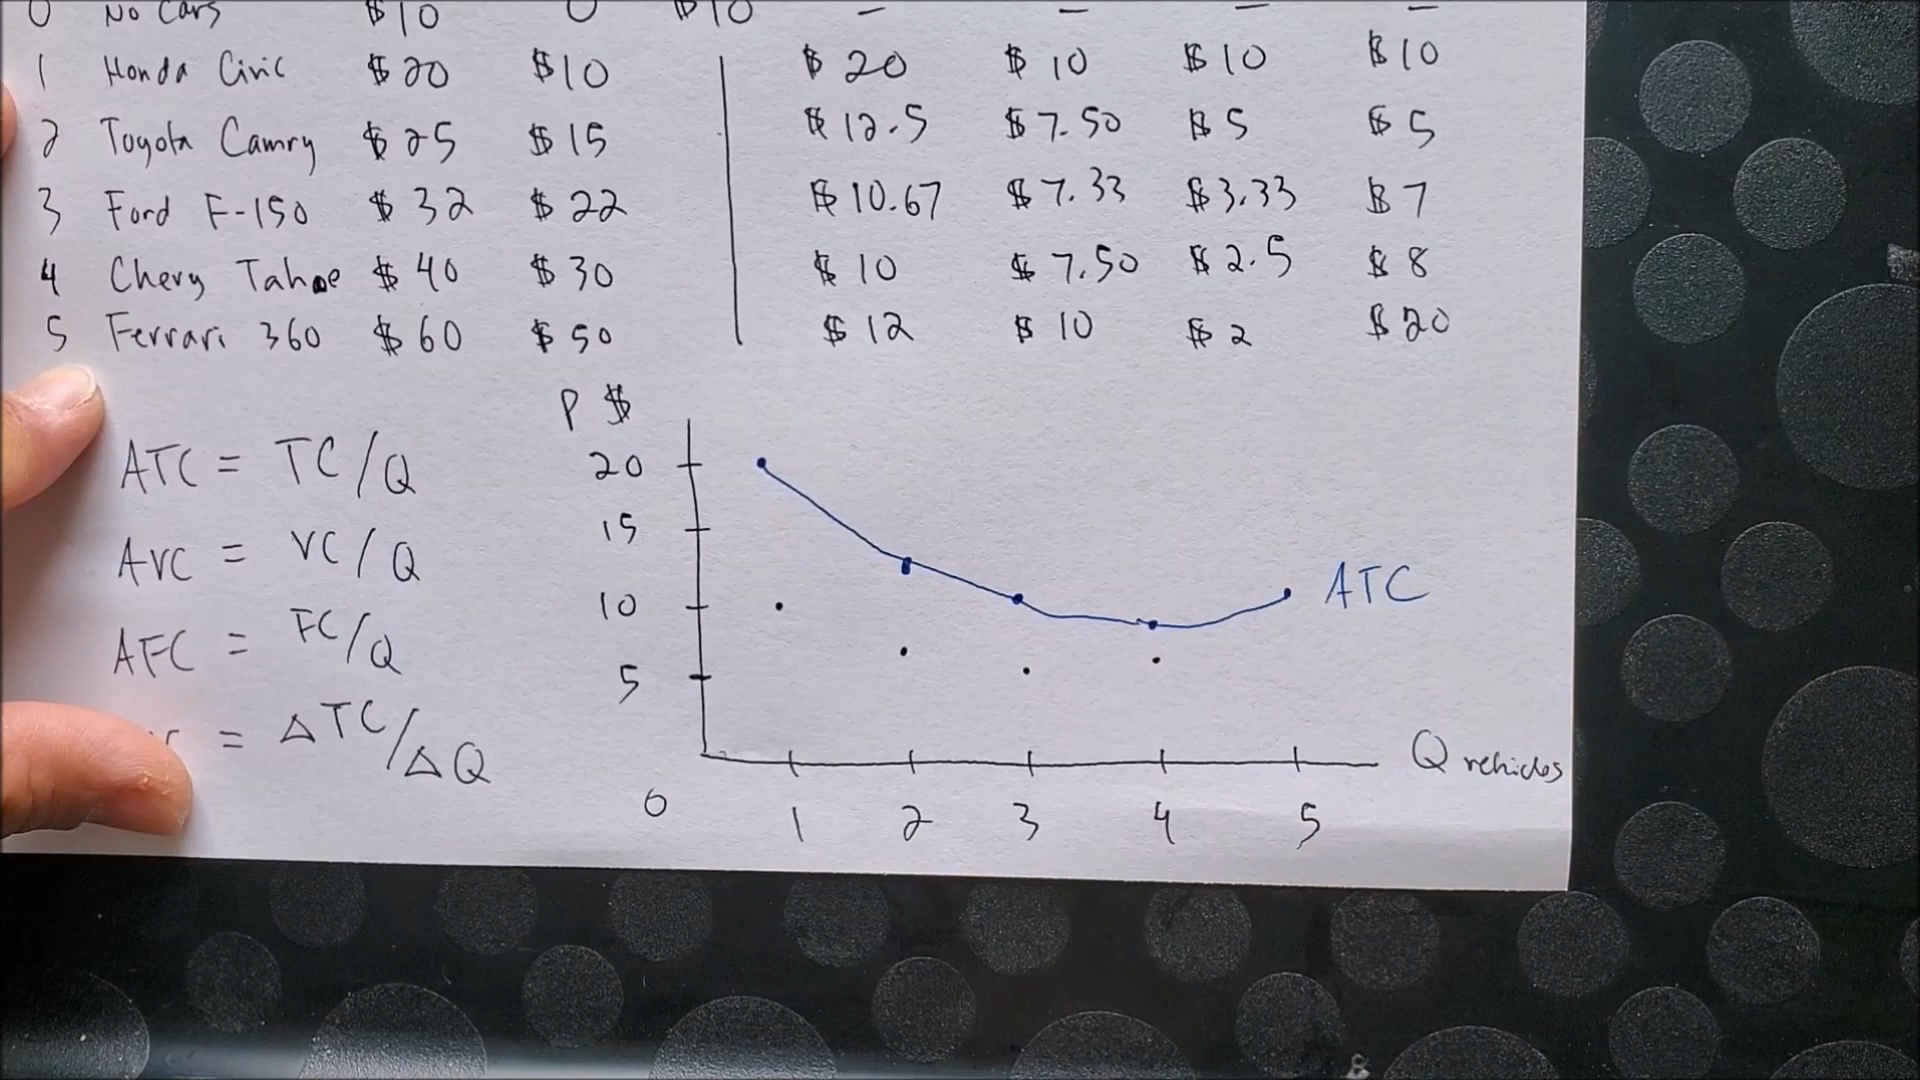 0 No Cars $10 0 $10 — — — —
1 Honda Civic $20 $10 $20 $10 $10 $10
2 Toyota Camry $25 $15 $12.5 $7.50 $5 $5
3 Ford F-150 $32 $22 $10.67 $7.33 $3.33 $7
4 Chevy Tahoe $40 $30 $10 $7.50 $2.5 $8
5 Ferrari 360 $60 $50 $12 $10 $2 $20
P $
ATC = TC/Q
AVC = VC/Q
AFC = FC/Q
= ΔTC/ΔQ
20
15
10
5
ATC
Q vehicles
0 1 2 3 4 5